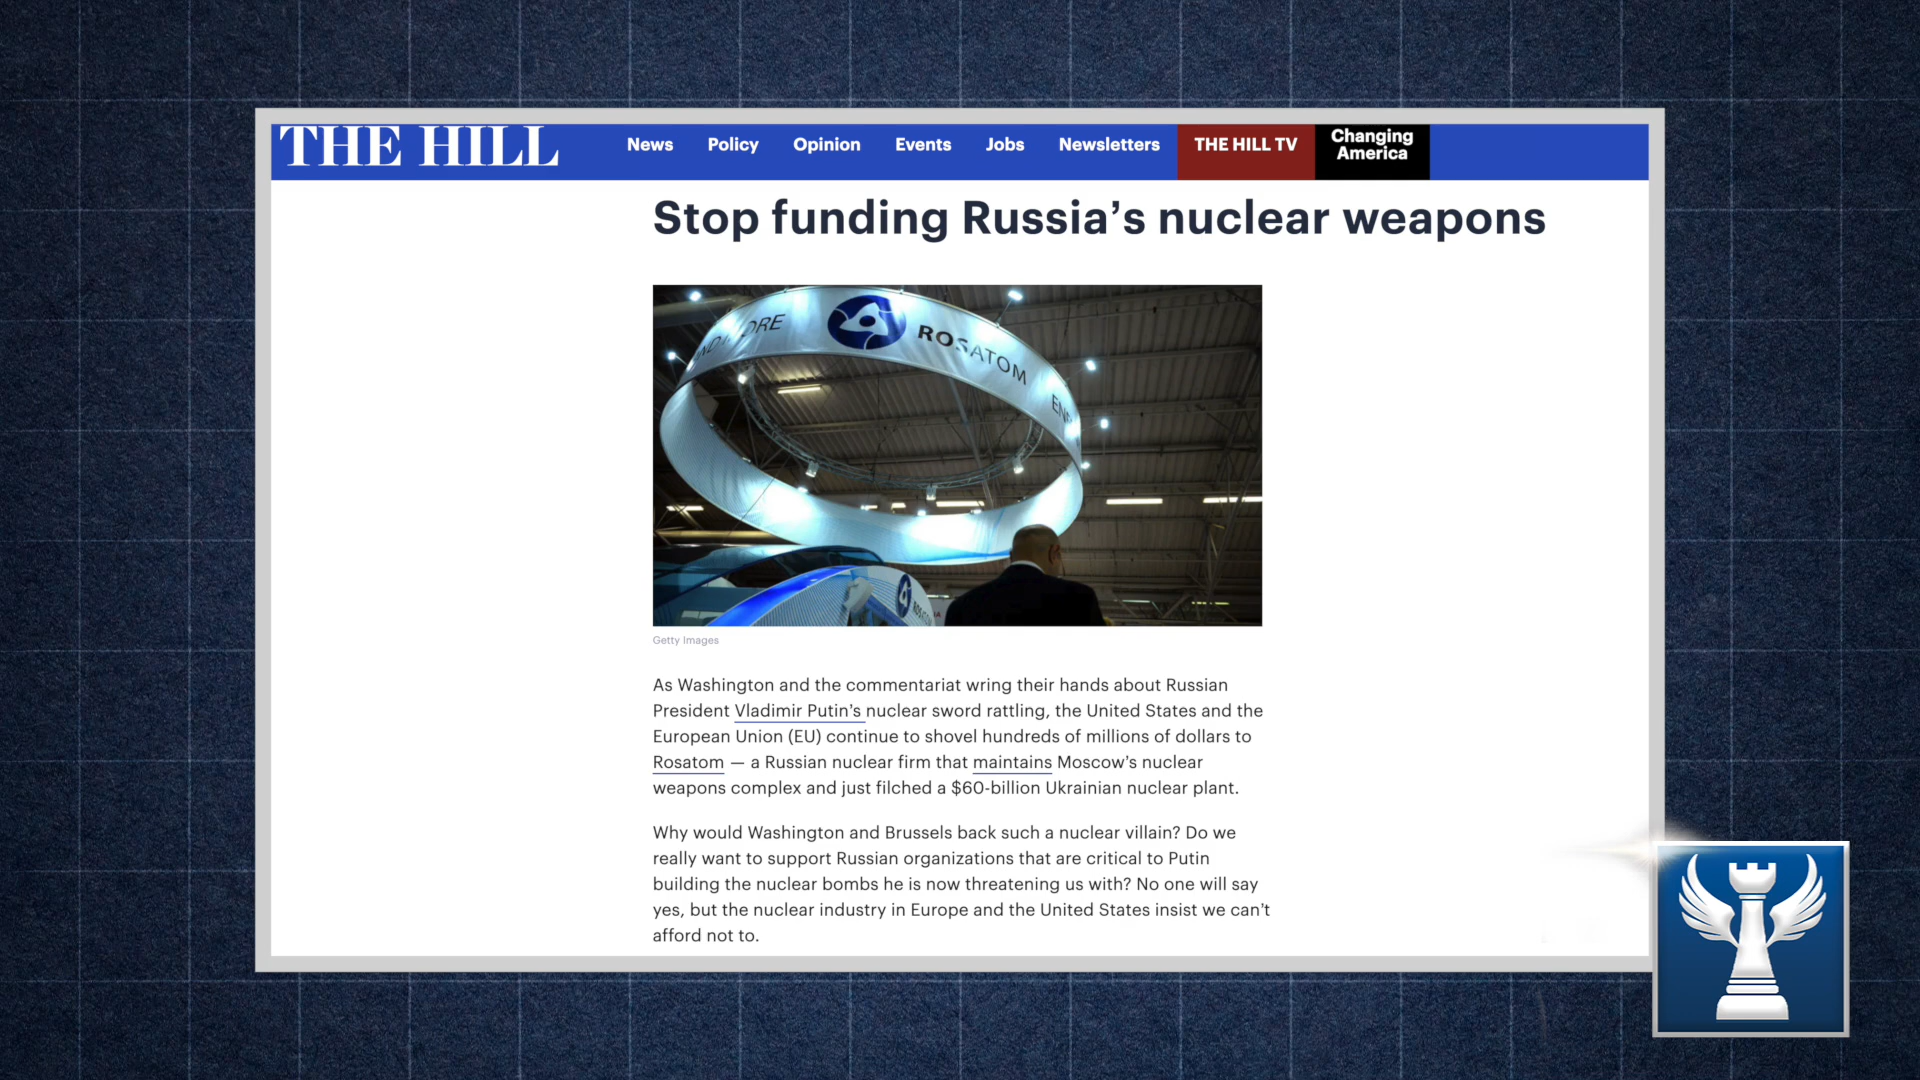 THE HILL
News
Policy
Opinion
Events
Jobs
Newsletters
THE HILL TV
Changing
America
Stop funding Russia’s nuclear weapons
ROSATOM
Getty Images
As Washington and the commentariat wring their hands about Russian
President Vladimir Putin’s nuclear sword rattling, the United States and the
European Union (EU) continue to shovel hundreds of millions of dollars to
Rosatom — a Russian nuclear firm that maintains Moscow’s nuclear
weapons complex and just filched a $60-billion Ukrainian nuclear plant.
Why would Washington and Brussels back such a nuclear villain? Do we
really want to support Russian organizations that are critical to Putin
building the nuclear bombs he is now threatening us with? No one will say
yes, but the nuclear industry in Europe and the United States insist we can’t
afford not to.